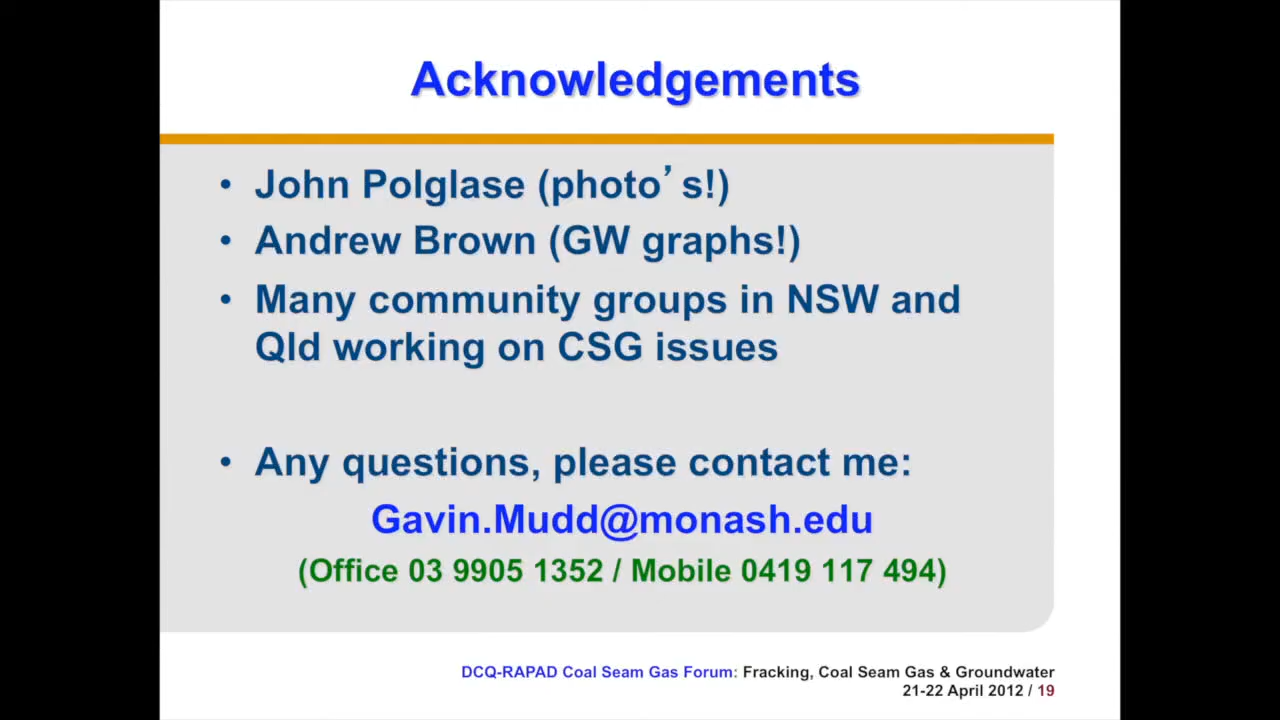 Acknowledgements
• John Polglase (photo’s!)
• Andrew Brown (GW graphs!)
• Many community groups in NSW and
Qld working on CSG issues
• Any questions, please contact me:
Gavin.Mudd@monash.edu
(Office 03 9905 1352 / Mobile 0419 117 494)
DCQ-RAPAD Coal Seam Gas Forum: Fracking, Coal Seam Gas & Groundwater
21-22 April 2012 / 19